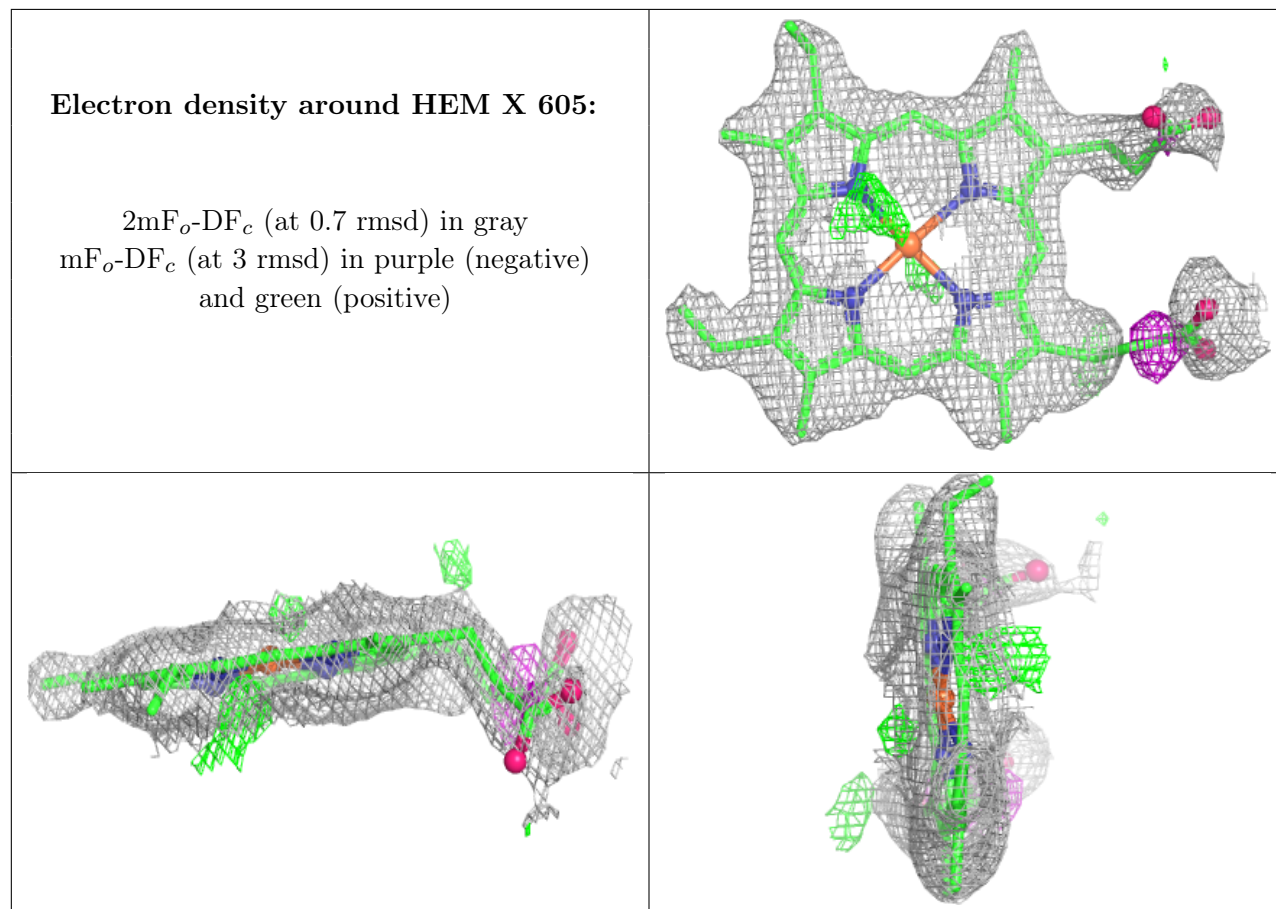 Electron density around HEM X 605:
2mFo-DFc (at 0.7 rmsd) in gray
mFo-DFc (at 3 rmsd) in purple (negative)
and green (positive)